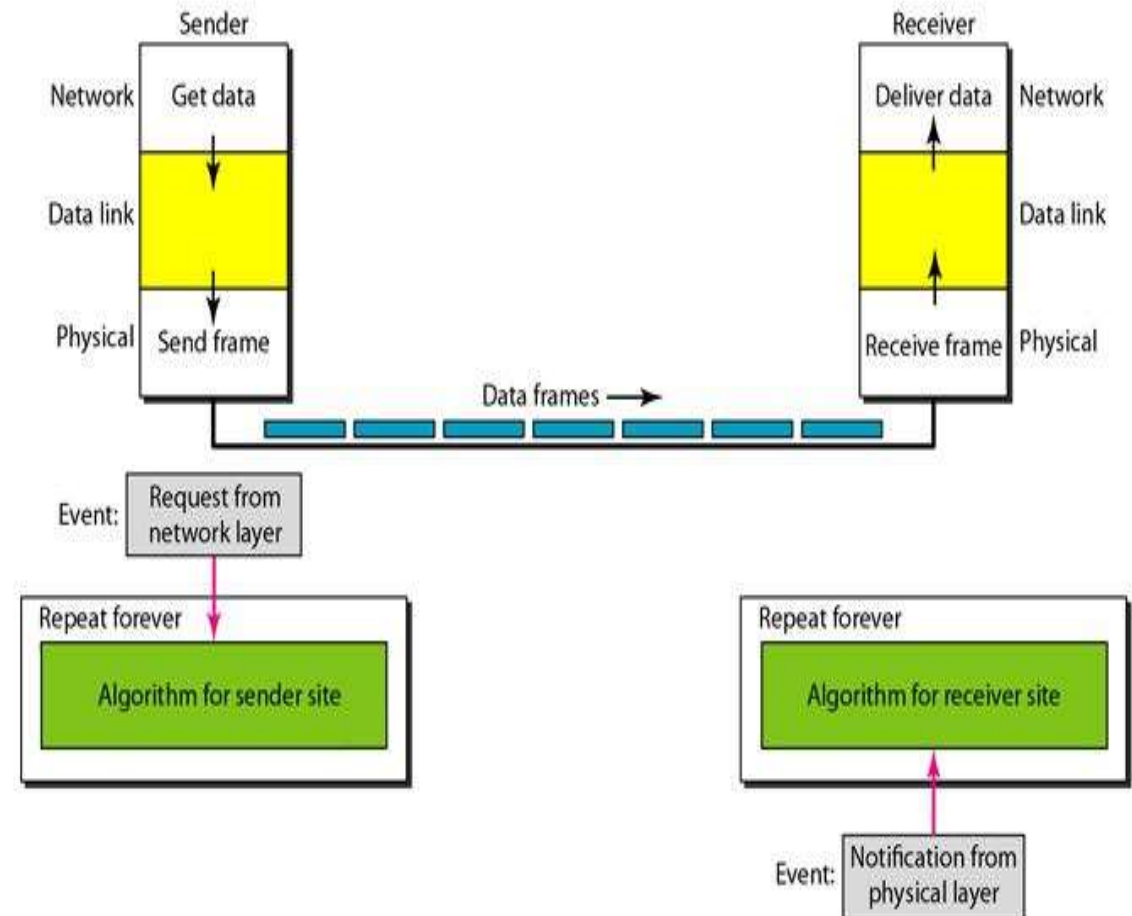 Sender
Receiver
Network
Get data
Deliver data
Network
Data link
Data link
Physical
Send frame
Receive frame
Physical
Data frames
Event:
Request from
network layer
Repeat forever
Algorithm for sender site
Repeat forever
Algorithm for receiver site
Event:
Notification from
physical layer